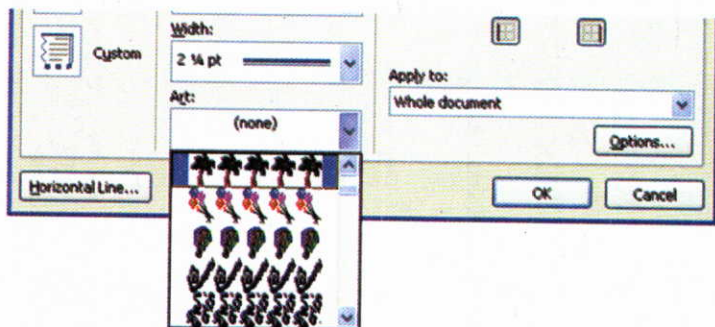 Width:
Custom
2 ¼ pt
Apply to:
Art:
Whole document
(none)
Options...
Horizontal Line...
OK
Cancel